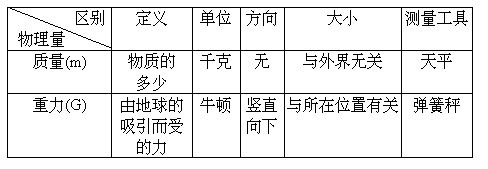 区别 定义 单位 方向 大小 测量工具
物理量
质量(m) 物质的 千克 无 与外界无关 天平
多少
重力(G) 由地球的 牛顿 竖直 与所在位置有关 弹簧秤
吸引而受 向下
的力